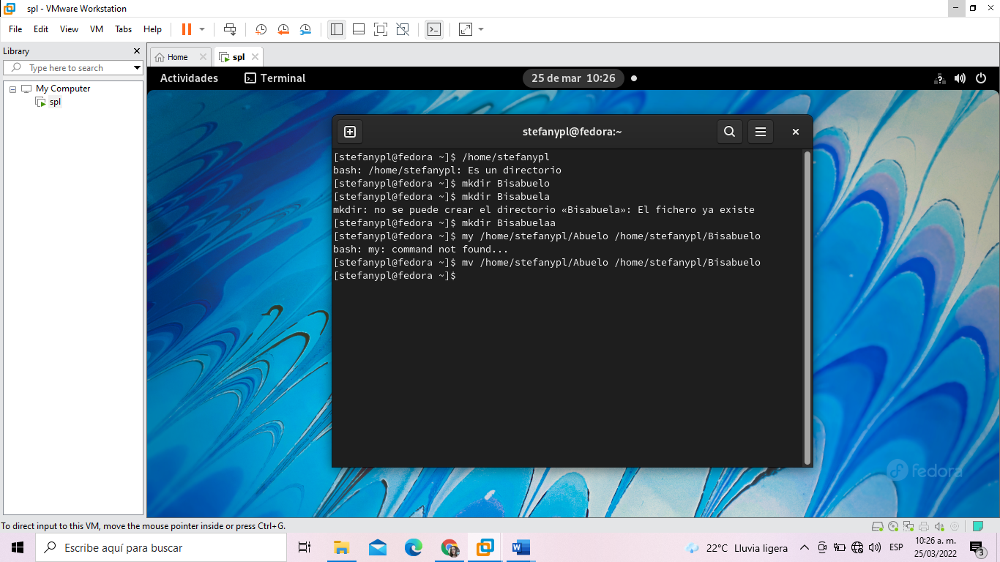 spl - VMware Workstation
File Edit View VM Tabs Help
Library
Type here to search
My Computer
spl
Home
spl
Actividades
Terminal
25 de mar 10:26
stefanypl@fedora:~
[stefanypl@fedora ~]$ /home/stefanypl
bash: /home/stefanypl: Es un directorio
[stefanypl@fedora ~]$ mkdir Bisabuelo
[stefanypl@fedora ~]$ mkdir Bisabuela
mkdir: no se puede crear el directorio «Bisabuela»: El fichero ya existe
[stefanypl@fedora ~]$ mkdir Bisabuelaa
[stefanypl@fedora ~]$ my /home/stefanypl/Abuelo /home/stefanypl/Bisabuelo
bash: my: command not found...
[stefanypl@fedora ~]$ mv /home/stefanypl/Abuelo /home/stefanypl/Bisabuelo
[stefanypl@fedora ~]$
fedora
To direct input to this VM, move the mouse pointer inside or press Ctrl+G.
Escribe aquí para buscar
22°C Lluvia ligera
ESP
10:26 a. m.
25/03/2022
3